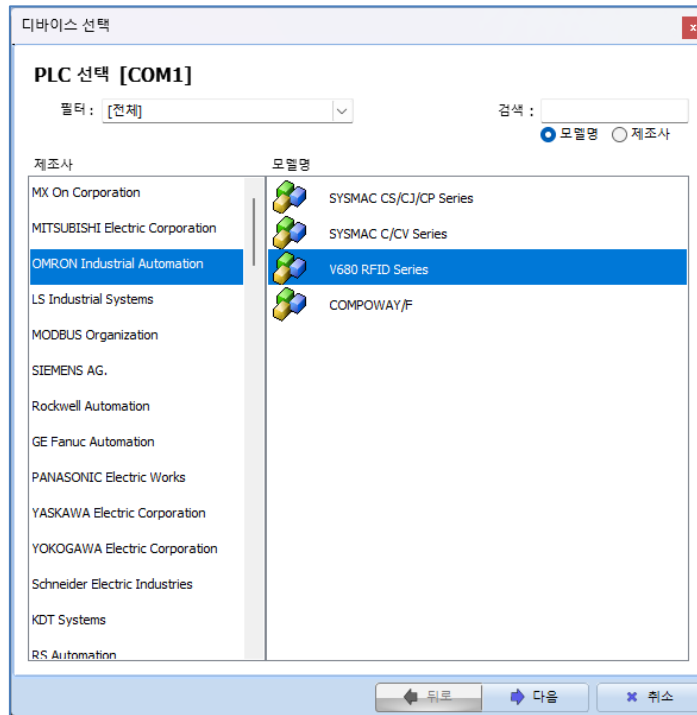 디바이스 선택
x
PLC 선택 [COM1]
필터 : [전체] 검색 :
모델명 제조사
제조사 모델명
MX On Corporation
MITSUBISHI Electric Corporation
OMRON Industrial Automation
LS Industrial Systems
MODBUS Organization
SIEMENS AG.
Rockwell Automation
GE Fanuc Automation
PANASONIC Electric Works
YASKAWA Electric Corporation
YOKOGAWA Electric Corporation
Schneider Electric Industries
KDT Systems
RS Automation
SYSMAC CS/CJ/CP Series
SYSMAC C/CV Series
V680 RFID Series
COMPOWAY/F
뒤로 다음 취소